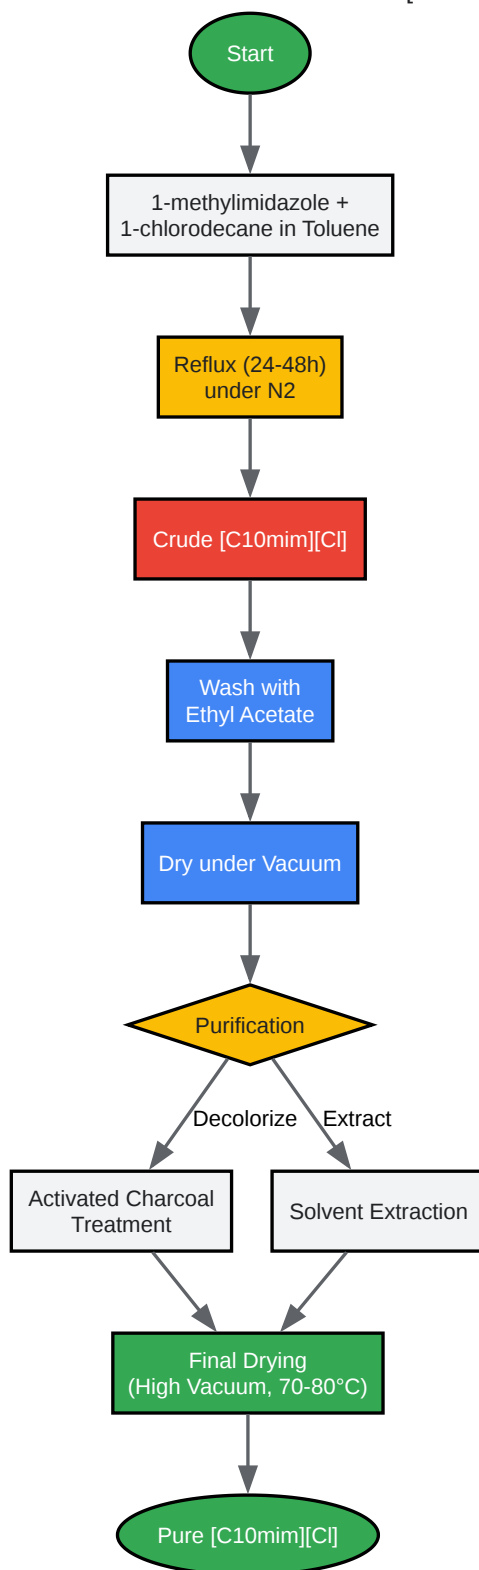 [
Start
1-methylimidazole +
1-chlorodecane in Toluene
Reflux (24-48h)
under N2
Crude [C10mim][Cl]
Wash with
Ethyl Acetate
Dry under Vacuum
Purification
Decolorize
Extract
Activated Charcoal
Treatment
Solvent Extraction
Final Drying
(High Vacuum, 70-80°C)
Pure [C10mim][Cl]